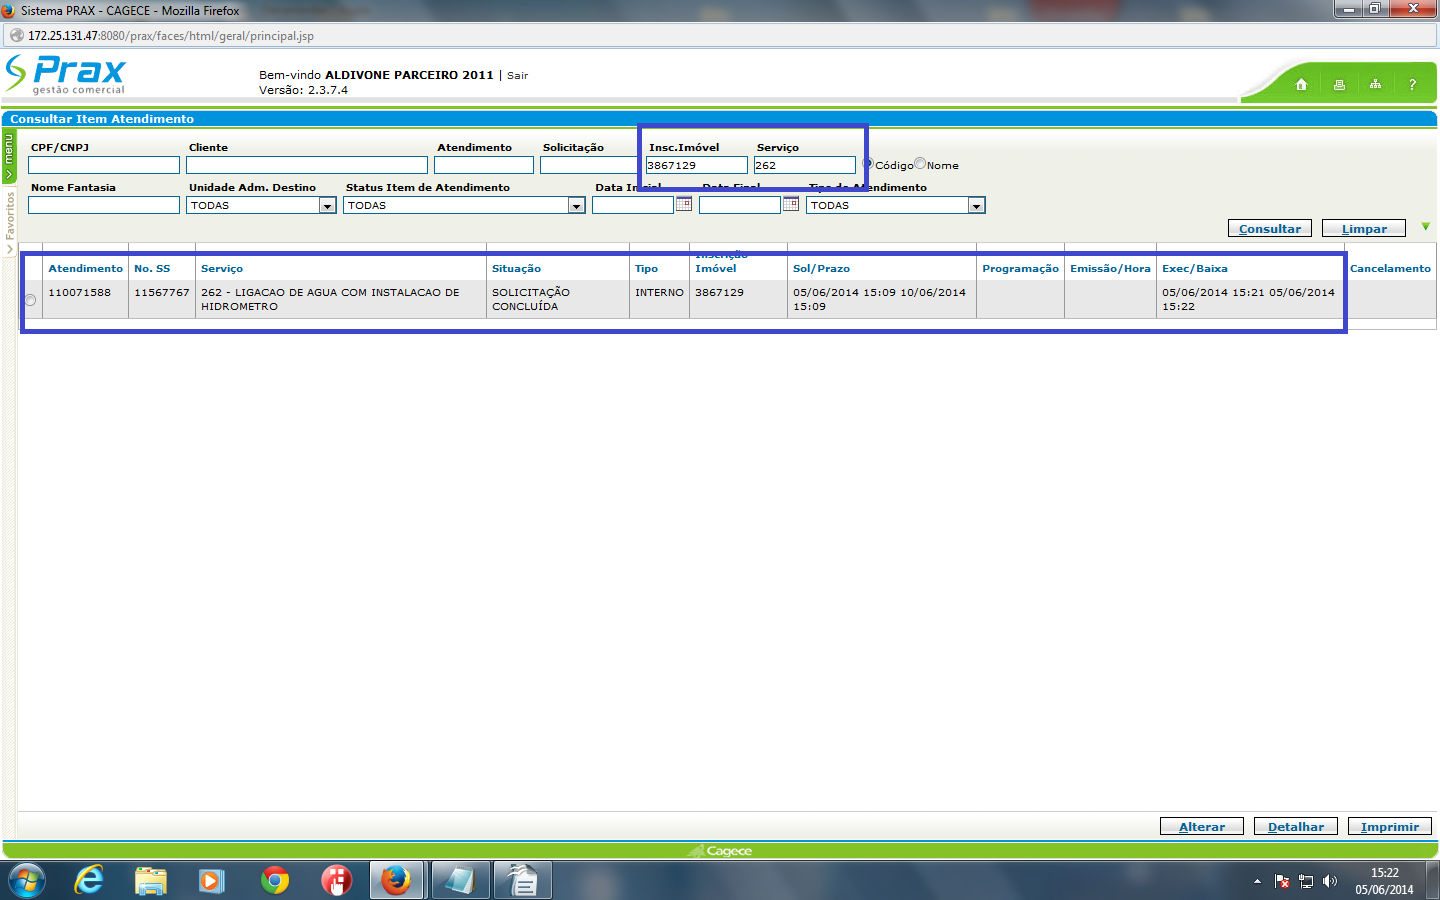 Sistema PRAX - CAGECE - Mozilla Firefox
172.25.131.47:8080/prax/faces/html/geral/principal.jsp
Prax
gestão comercial
Bem-vindo ALDIVONE PARCEIRO 2011 | Sair
Versão: 2.3.7.4
?
Consultar Item Atendimento
menu
Favoritos
CPF/CNPJ Cliente Atendimento Solicitação Insc.Imóvel Serviço
3867129 262 Código Nome
Nome Fantasia Unidade Adm. Destino Status Item de Atendimento Data Inicial Data Final Tipo de Atendimento
TODAS TODAS TODAS
Consultar Limpar
Atendimento No. SS Serviço Situação Tipo Inscrição Imóvel Sol/Prazo Programação Emissão/Hora Exec/Baixa Cancelamento
110071588 11567767 262 - LIGACAO DE AGUA COM INSTALACAO DE SOLICITAÇÃO INTERNO 3867129 05/06/2014 15:09 10/06/2014 05/06/2014 15:21 05/06/2014
HIDROMETRO CONCLUÍDA 15:09 15:22
Alterar Detalhar Imprimir
Cagece
15:22
05/06/2014